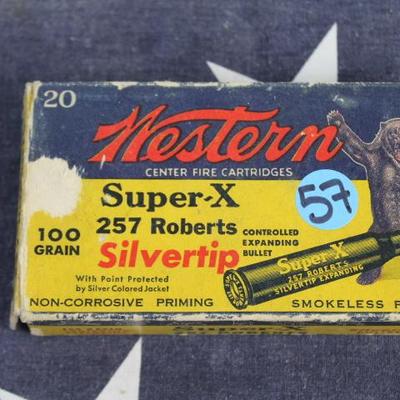 20
Western
CENTER FIRE CARTRIDGES
Super-X
57
100 GRAIN
257 Roberts
CONTROLLED EXPANDING BULLET
Silvertip
With Point Protected
by Silver Colored Jacket
Super-X
257 ROBERTS
SILVERTIP EXPANDING
NON-CORROSIVE PRIMING
SMOKELESS P